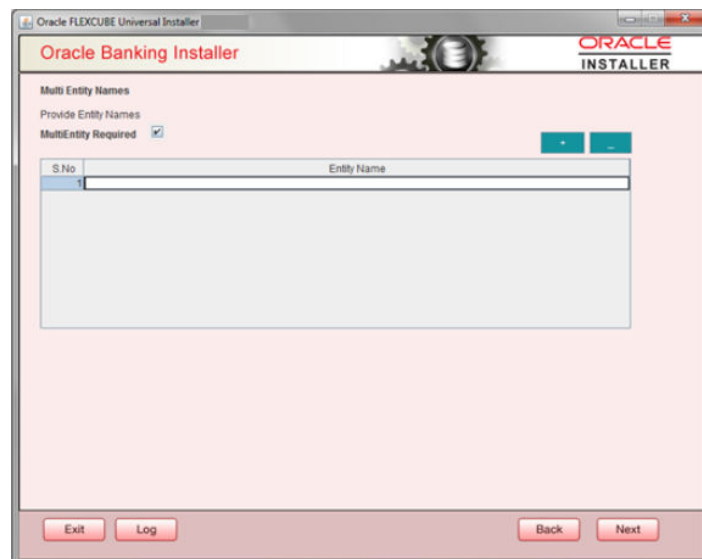 Oracle FLEXCUBE Universal Installer
Oracle Banking Installer
ORACLE
INSTALLER
Multi Entity Names
Provide Entity Names
MultiEntity Required
+ _
S.No Entity Name
1
Exit Log Back Next